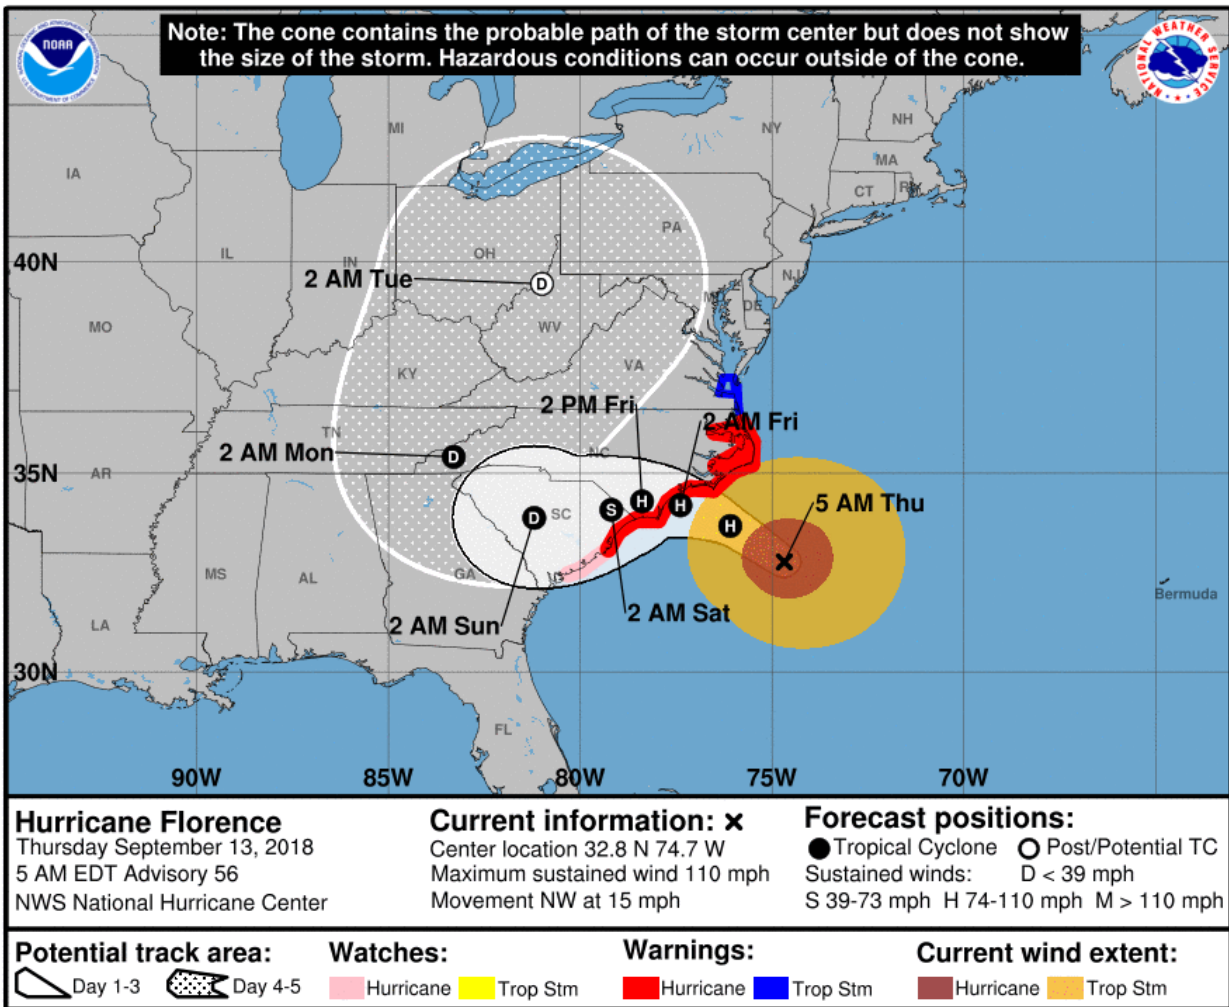 Note: The cone contains the probable path of the storm center but does not show
the size of the storm. Hazardous conditions can occur outside of the cone.
NOAA
NATIONAL WEATHER SERVICE
MI
NY
NH
IA
MA
CT
RI
PA
IL
IN
OH
40N
2 AM Tue
D
NJ
MD
DE
MO
WV
KY
VA
2 PM Fri
2 AM Fri
TN
2 AM Mon
D
NC
AR
35N
H
H
5 AM Thu
S
D
SC
H
MS
AL
GA
Bermuda
2 AM Sat
2 AM Sun
LA
30N
FL
90W
85W
80W
75W
70W
Hurricane Florence
Thursday September 13, 2018
5 AM EDT Advisory 56
NWS National Hurricane Center
Current information: ×
Center location 32.8 N 74.7 W
Maximum sustained wind 110 mph
Movement NW at 15 mph
Forecast positions:
Tropical Cyclone Post/Potential TC
Sustained winds: D < 39 mph
S 39-73 mph H 74-110 mph M > 110 mph
Potential track area:
Day 1-3 Day 4-5
Watches:
Hurricane Trop Stm
Warnings:
Hurricane Trop Stm
Current wind extent:
Hurricane Trop Stm